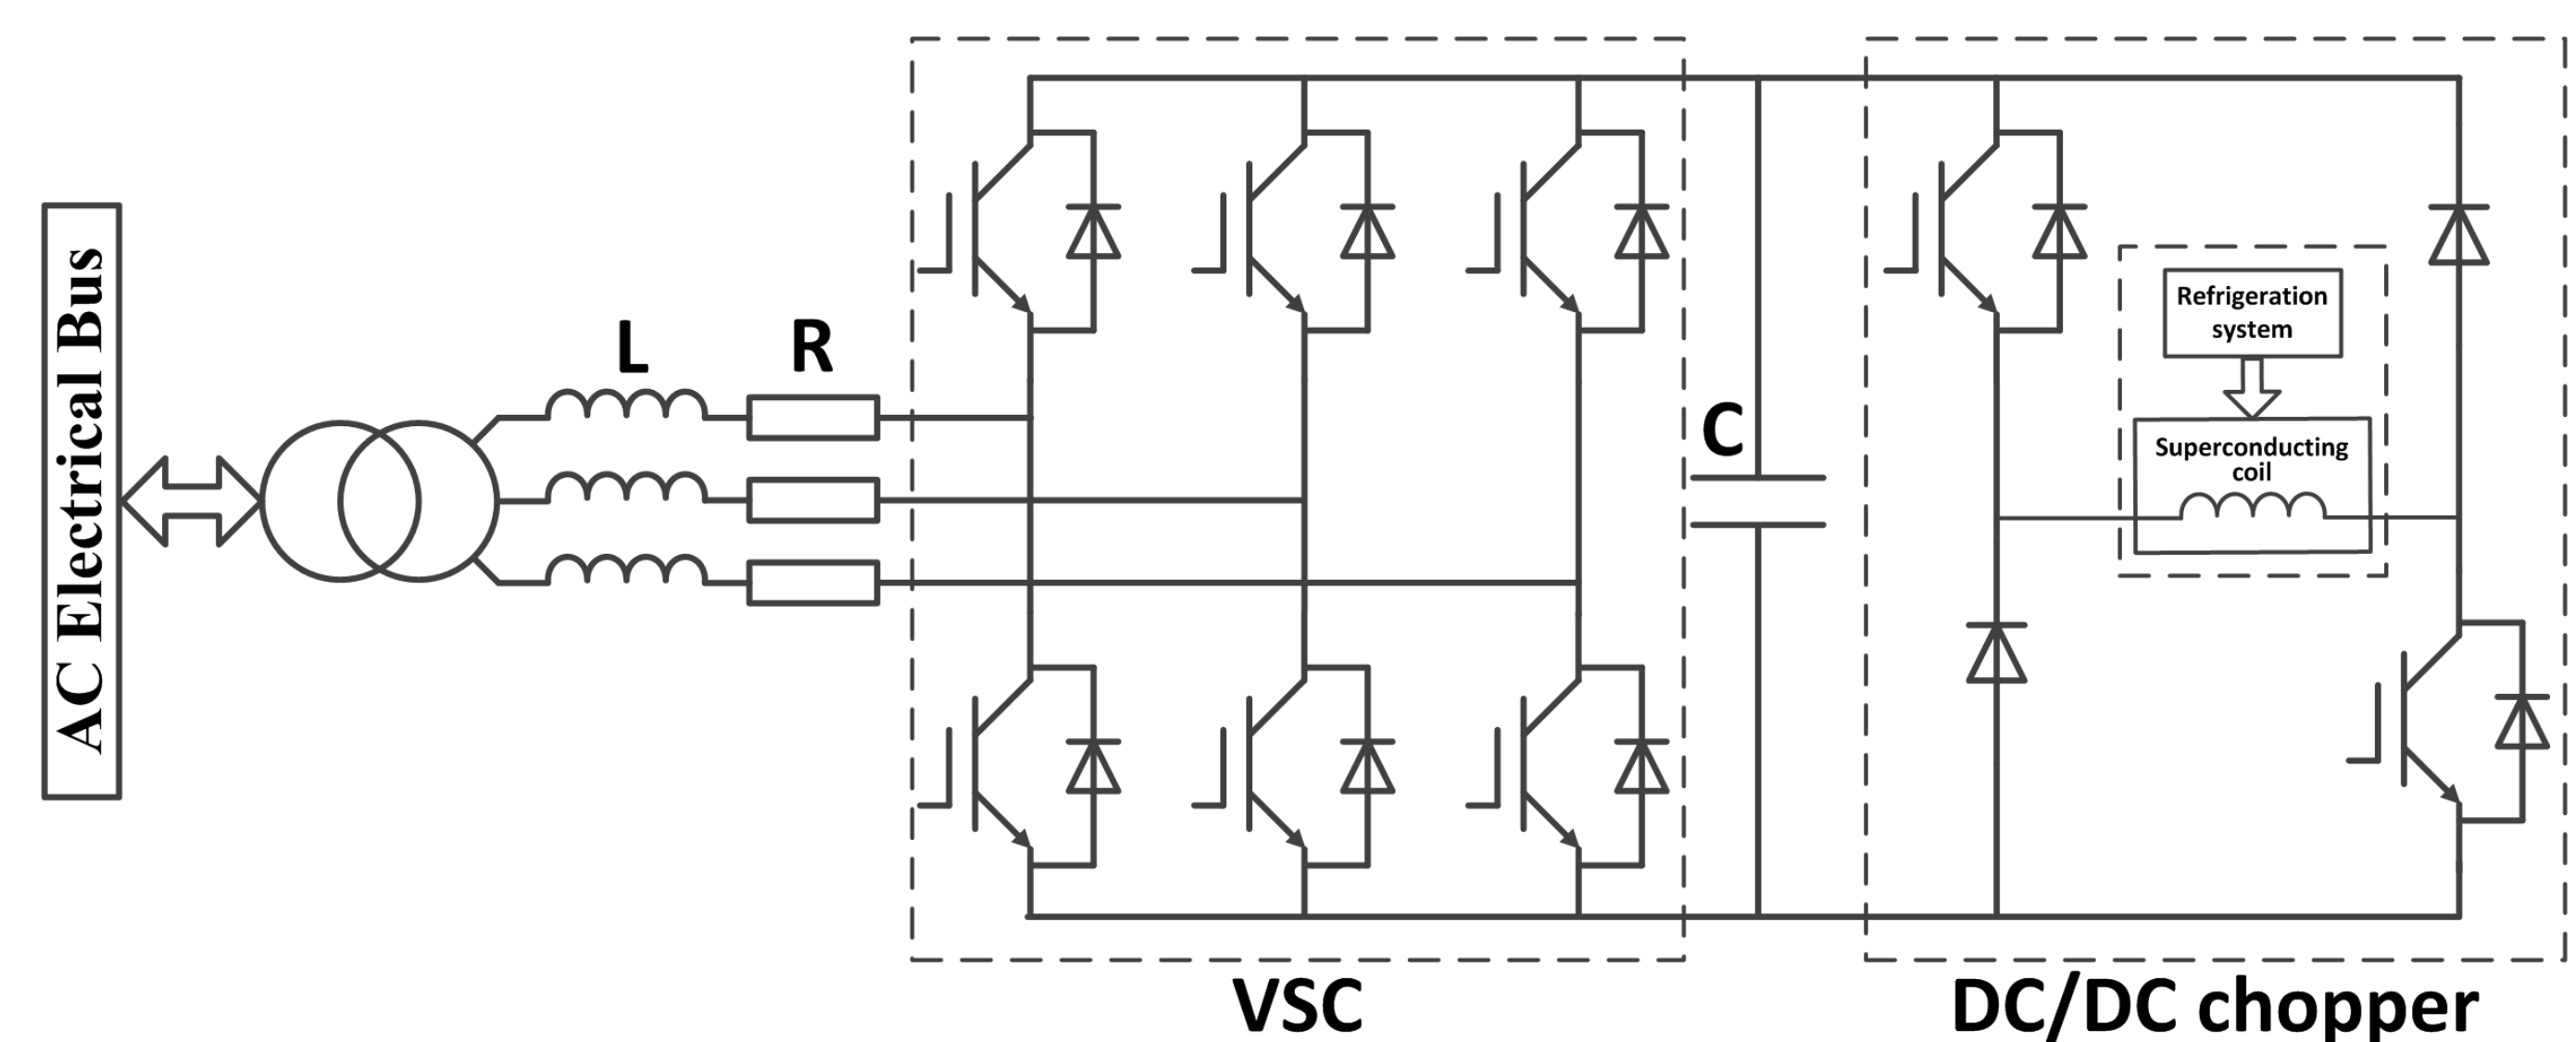 AC Electrical Bus
L
R
C
Refrigeration
system
Superconducting
coil
VSC
DC/DC chopper